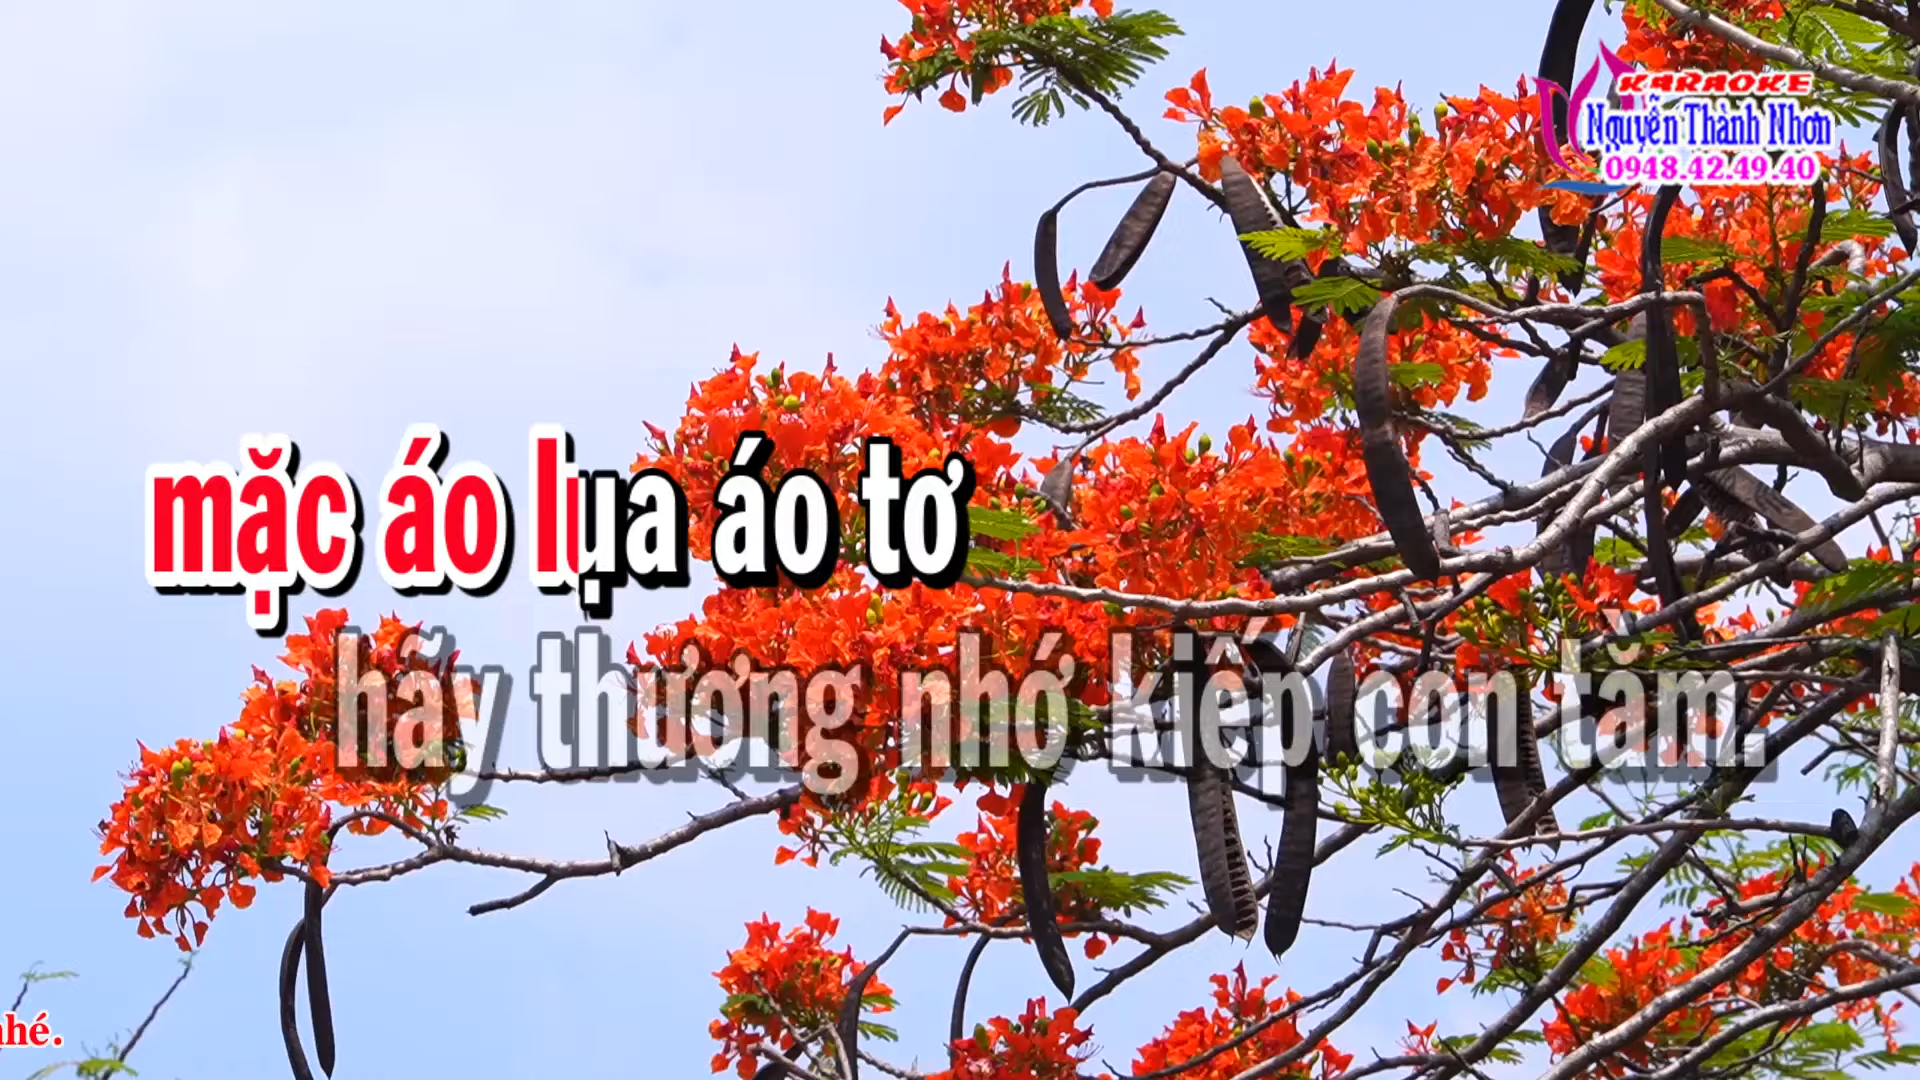 KARAOKE
Nguyễn Thành Nhơn
0948.42.49.40
mặc áo lụa áo tơ
hãy thương nhớ kiếp con tằm.
nhé.